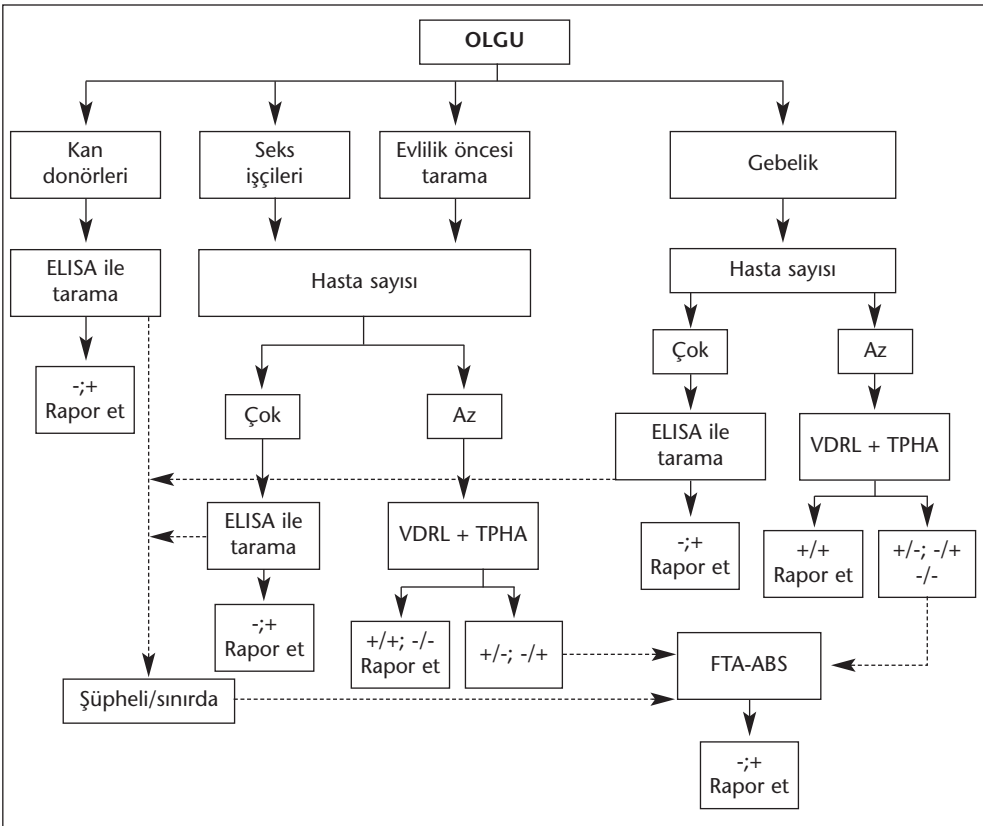 OLGU
Kan
donörleri
Seks
işçileri
Evlilik öncesi
tarama
Gebelik
ELISA ile
tarama
Hasta sayısı
Hasta sayısı
-;+
Rapor et
Çok
Az
Çok
Az
ELISA ile
tarama
VDRL + TPHA
ELISA ile
tarama
VDRL + TPHA
-;+
Rapor et
+/+
Rapor et
+/-; -/+
-/-
-;+
Rapor et
+/+; -/-
Rapor et
+/-; -/+
FTA-ABS
Şüpheli/sınırda
-;+
Rapor et